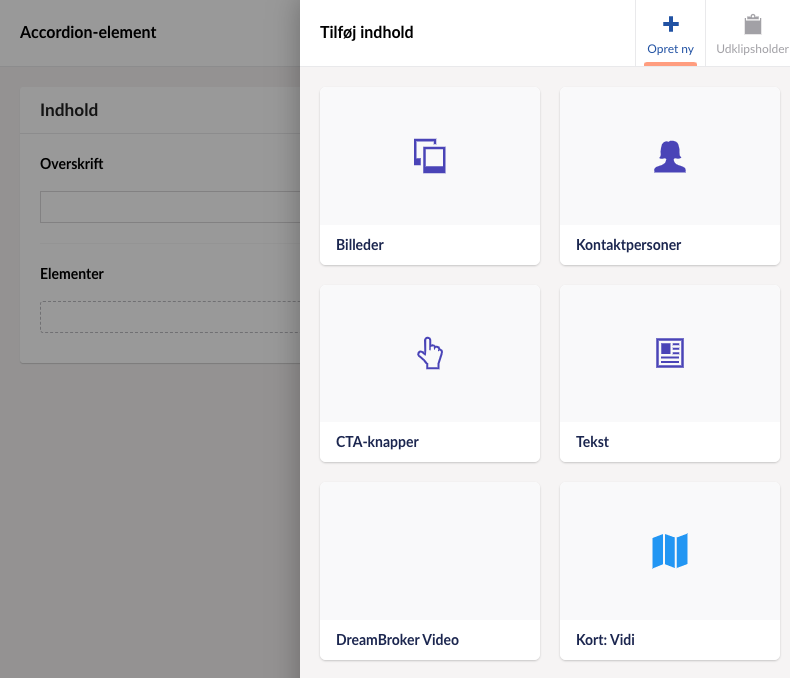 Accordion-element
Indhold
Overskrift
Elementer
Tilføj indhold
Opret ny
Udklipsholder
Billeder
Kontaktpersoner
CTA-knapper
Tekst
DreamBroker Video
Kort: Vidi